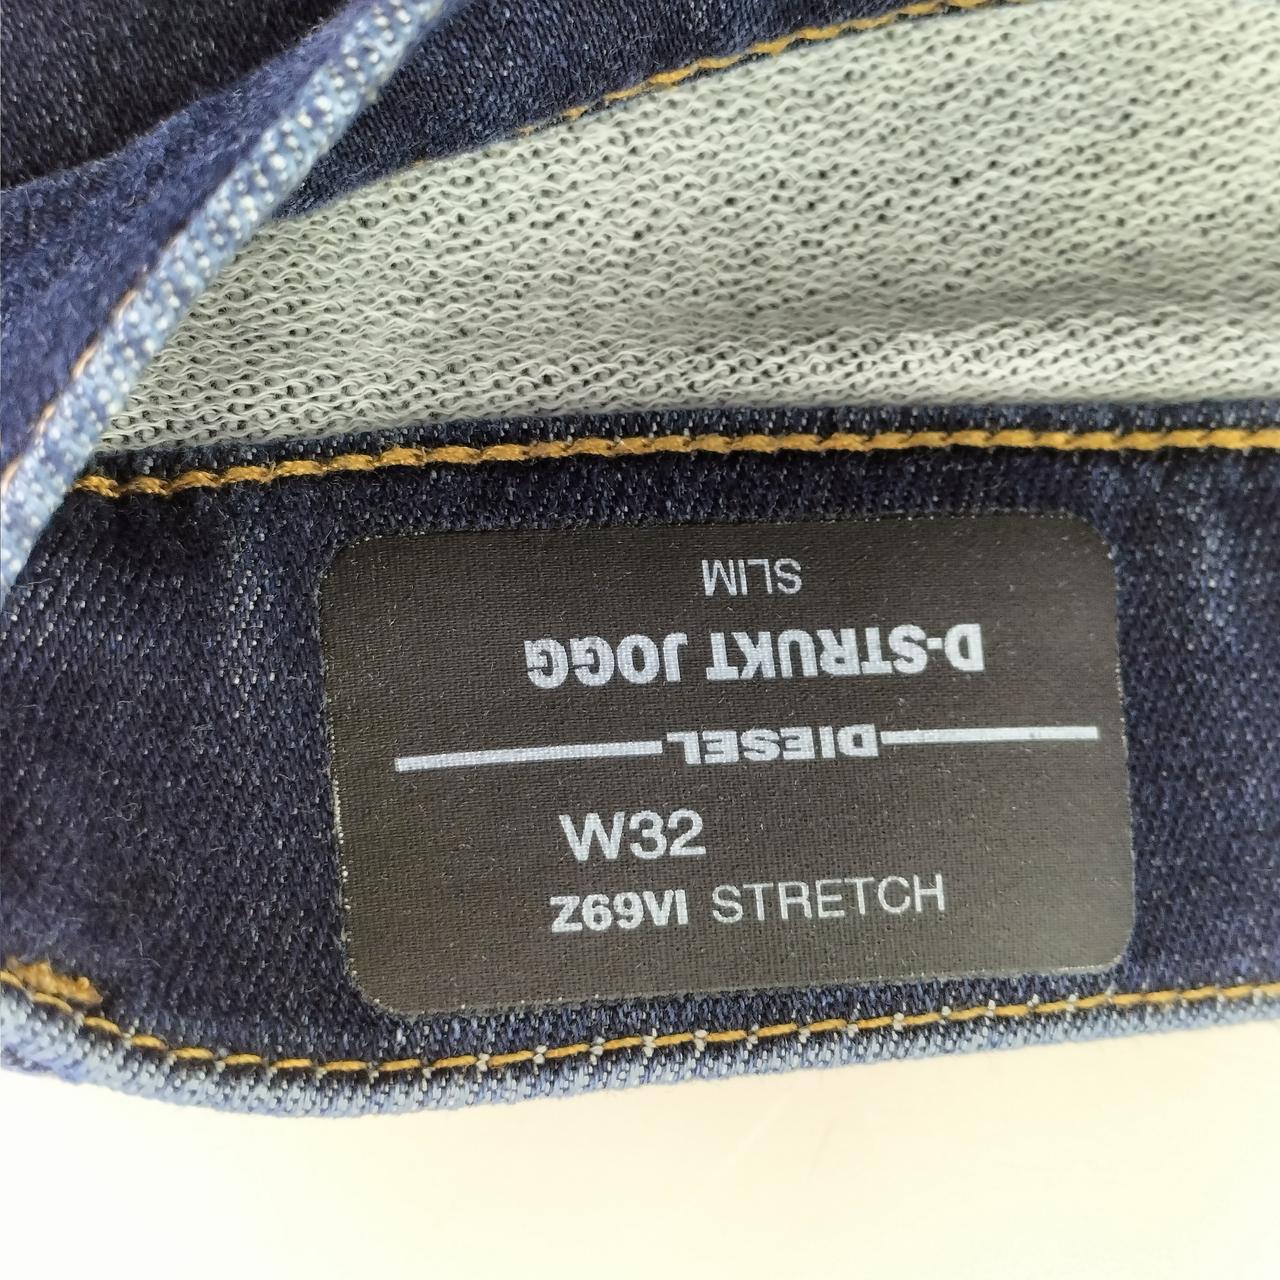 SLIM
D-STRUKT JOGG
DIESEL
W32
Z69VI STRETCH